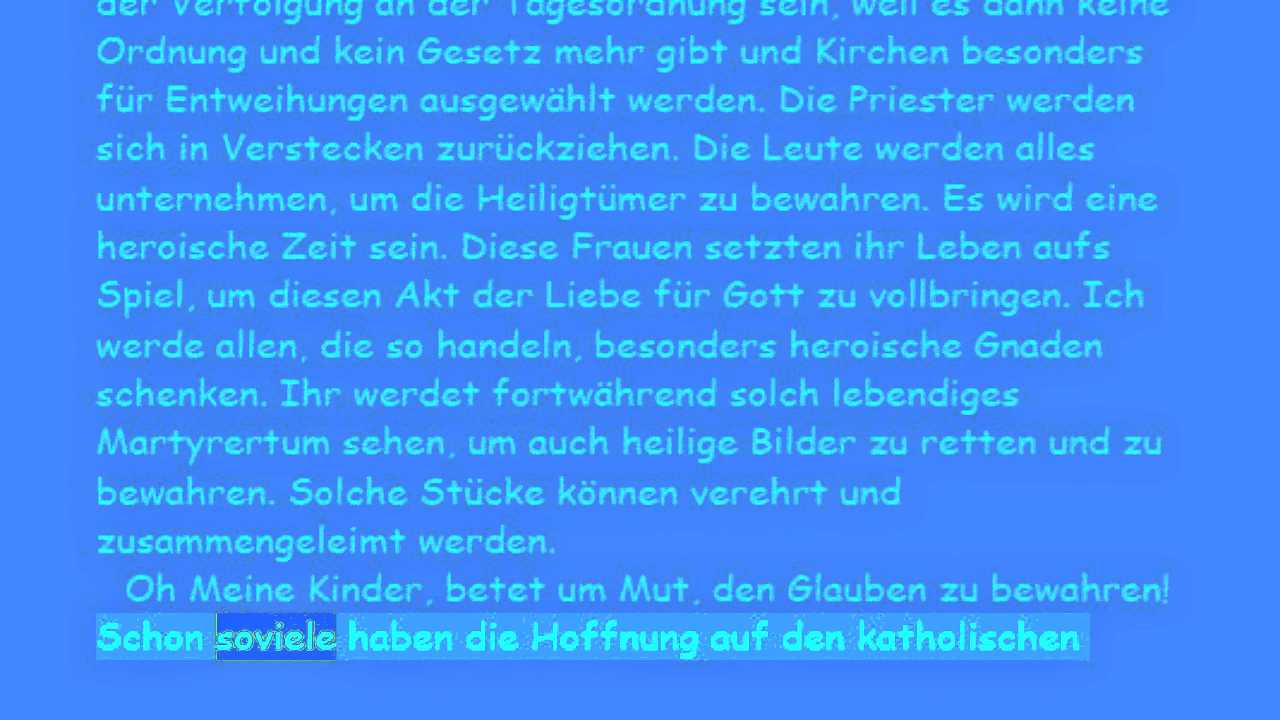 der Verfolgung an der Tagesordnung sein, weil es dann keine
Ordnung und kein Gesetz mehr gibt und Kirchen besonders
für Entweihungen ausgewählt werden. Die Priester werden
sich in Verstecken zurückziehen. Die Leute werden alles
unternehmen, um die Heiligtümer zu bewahren. Es wird eine
heroische Zeit sein. Diese Frauen setzten ihr Leben aufs
Spiel, um diesen Akt der Liebe für Gott zu vollbringen. Ich
werde allen, die so handeln, besonders heroische Gnaden
schenken. Ihr werdet fortwährend solch lebendiges
Martyrertum sehen, um auch heilige Bilder zu retten und zu
bewahren. Solche Stücke können verehrt und
zusammengeleimt werden.
Oh Meine Kinder, betet um Mut, den Glauben zu bewahren!
Schon soviele haben die Hoffnung auf den katholischen